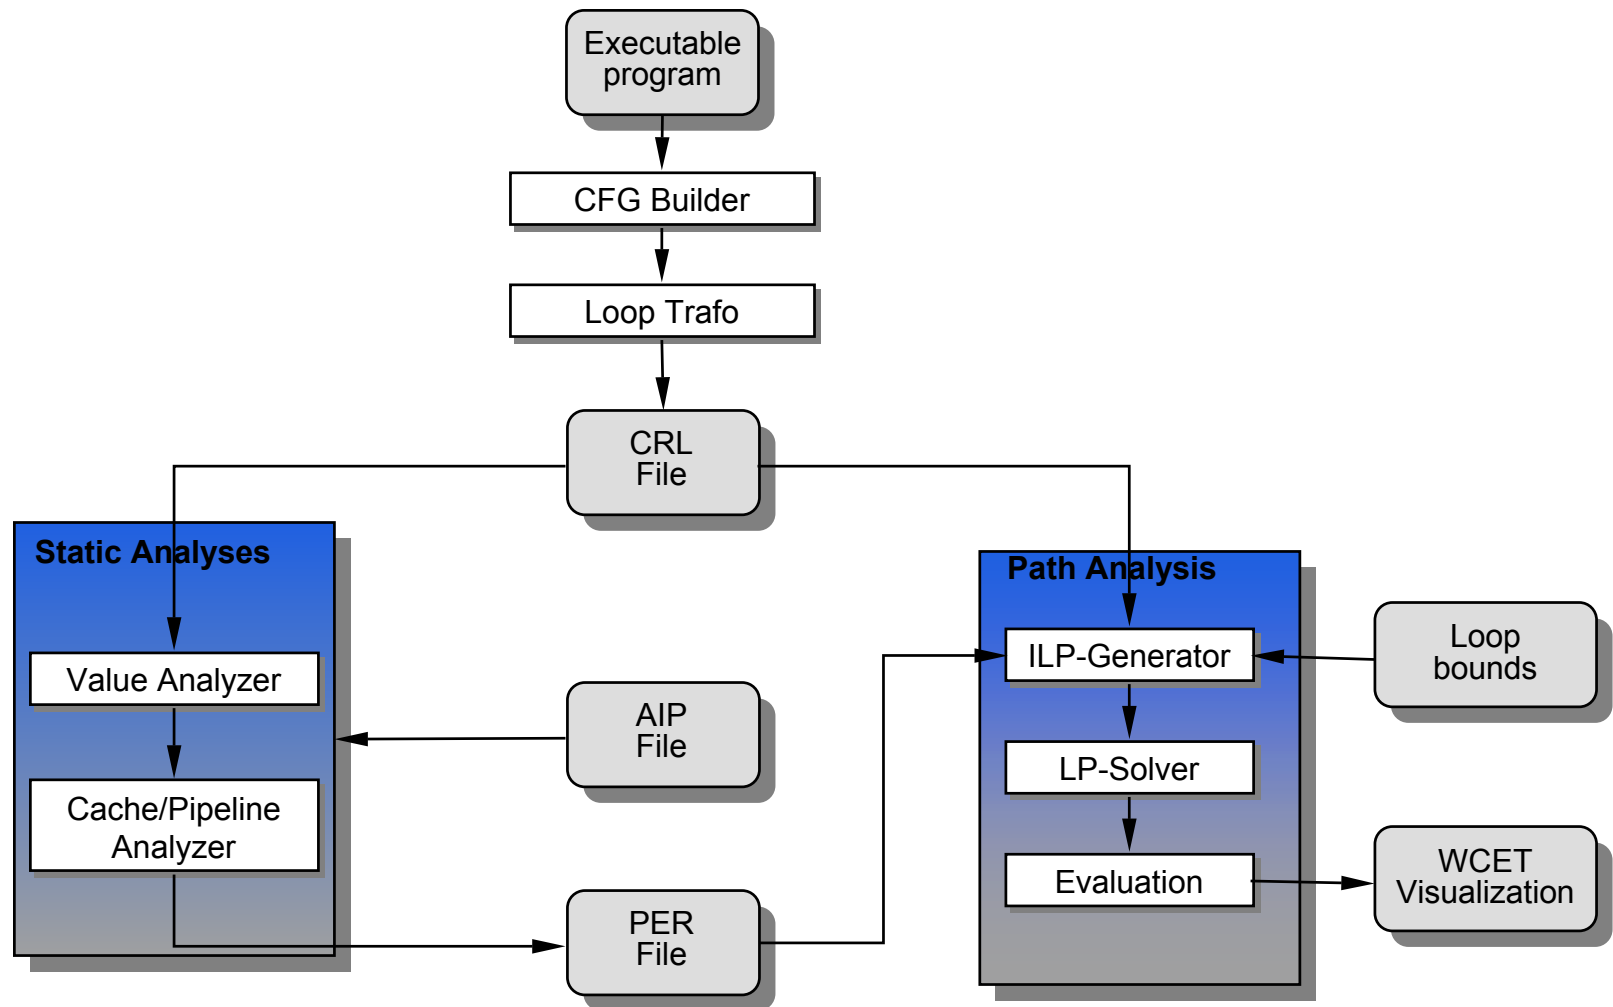 Executable
program
CFG Builder
Loop Trafo
CRL
File
Static Analyses
Value Analyzer
Cache/Pipeline
Analyzer
AIP
File
PER
File
Path Analysis
ILP-Generator
LP-Solver
Evaluation
Loop
bounds
WCET
Visualization